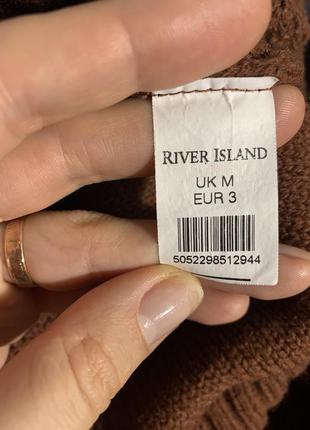 RIVER ISLAND
UK M
EUR 3
5052298512944